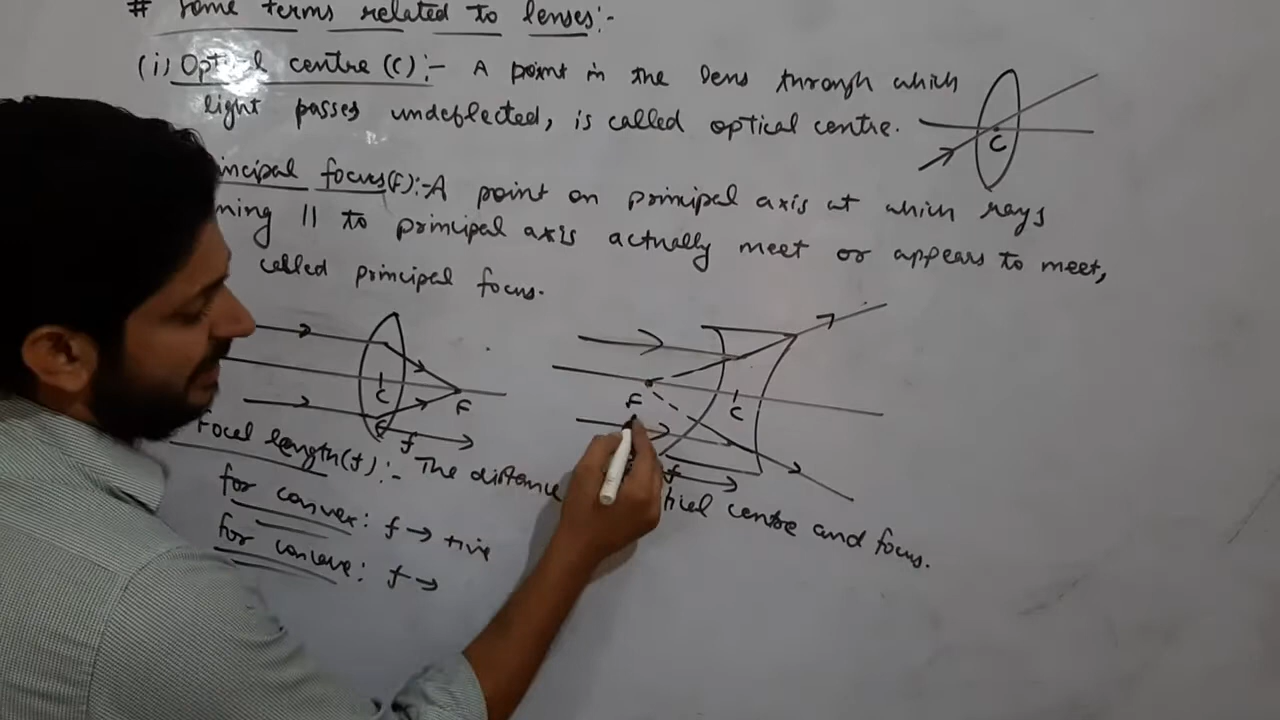 # Some terms related to lenses:-
(i) Optical centre (C):- A point in the lens through which
light passes undeflected, is called optical centre.
C
incipal focus(F):- A point on principal axis at which rays
ming || to principal axis actually meet or appears to meet,
called principal focus.
C F
f
F C
f
Focal length(f):- The distance tical centre and focus.
for convex: f → +ive
for concave: f →